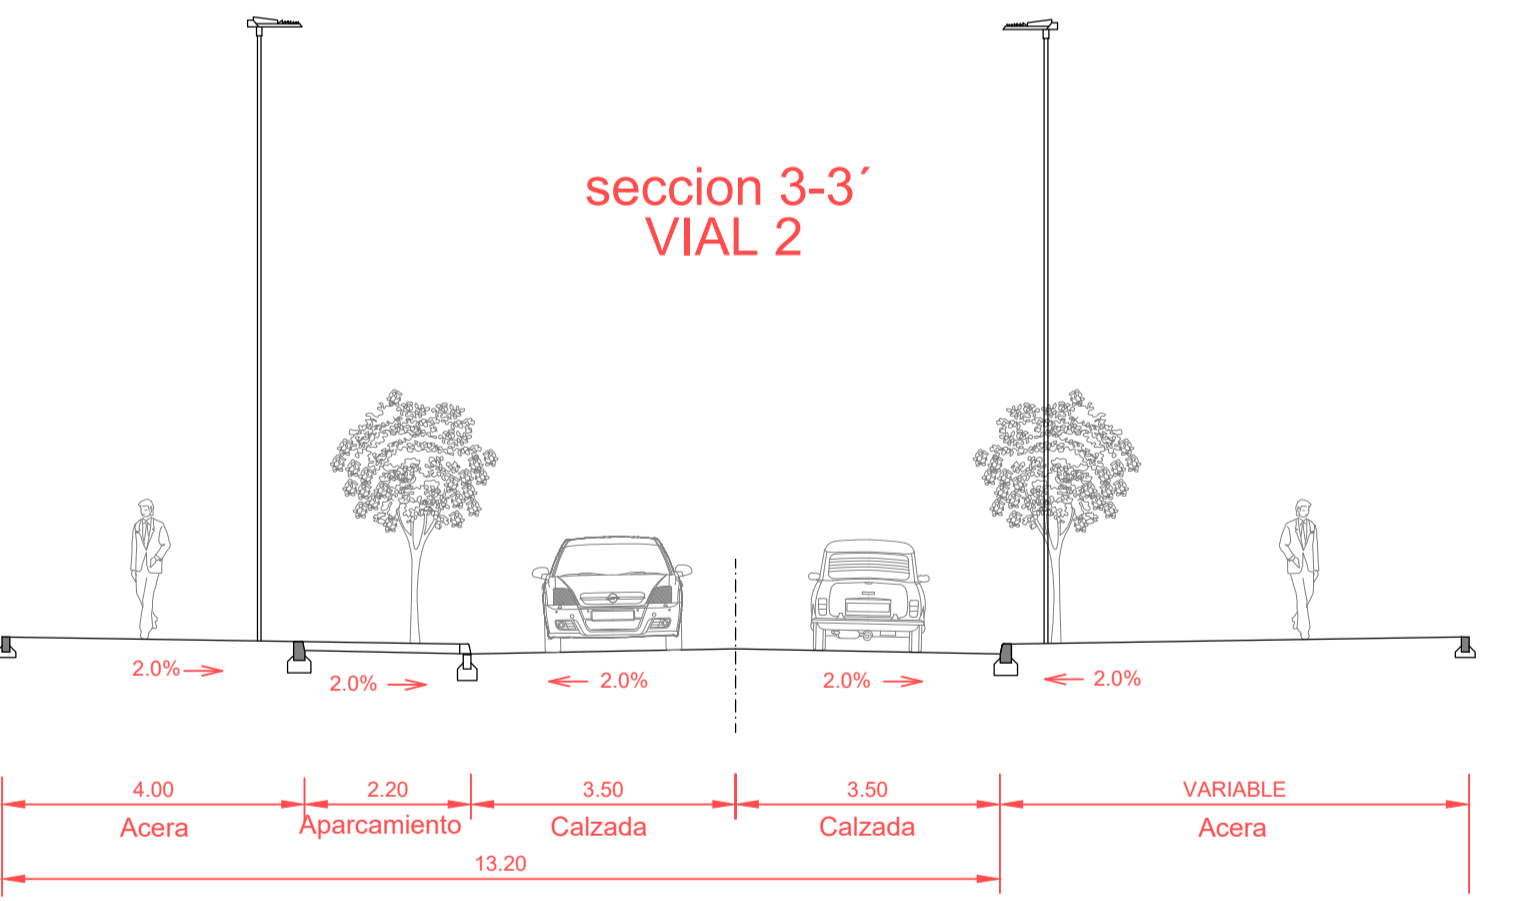 seccion 3-3´
VIAL 2
2.0%
2.0%
2.0%
2.0%
2.0%
4.00
2.20
3.50
3.50
VARIABLE
Acera
Aparcamiento
Calzada
Calzada
Acera
13.20